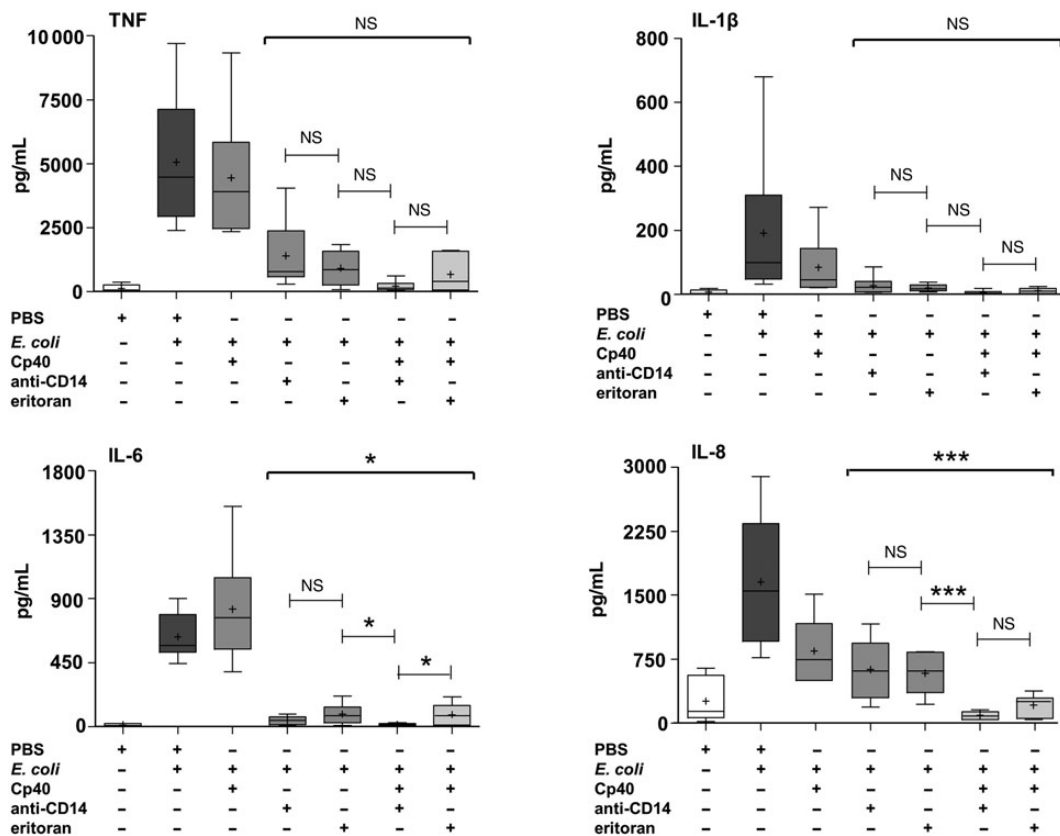 TNF
NS
10 000
7500
5000
2500
0
pg/mL
NS
NS
NS
PBS + + – – – – –
E. coli – + + + + + +
Cp40 – – + – – + +
anti-CD14 – – – + – + –
eritoran – – – – + – +
IL-1β
NS
800
600
400
200
0
pg/mL
NS
NS
NS
PBS + + – – – – –
E. coli – + + + + + +
Cp40 – – + – – + +
anti-CD14 – – – + – + –
eritoran – – – – + – +
IL-6
*
1800
1350
900
450
0
pg/mL
NS
*
*
PBS + + – – – – –
E. coli – + + + + + +
Cp40 – – + – – + +
anti-CD14 – – – + – + –
eritoran – – – – + – +
IL-8
***
3000
2250
1500
750
0
pg/mL
NS
***
NS
PBS + + – – – – –
E. coli – + + + + + +
Cp40 – – + – – + +
anti-CD14 – – – + – + –
eritoran – – – – + – +